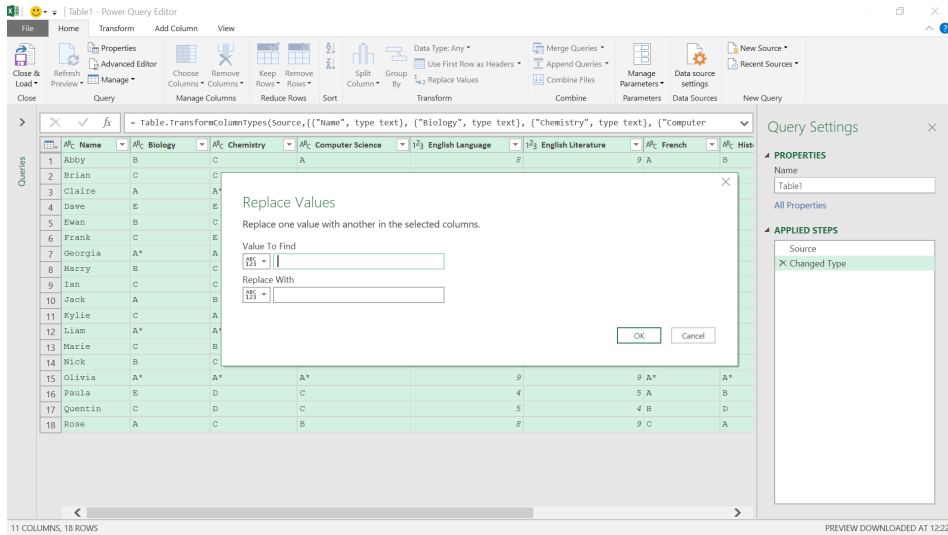 Table1 - Power Query Editor
File Home Transform Add Column View
Close & Load
Close
Refresh Preview
Properties
Advanced Editor
Manage
Query
Choose Columns
Remove Columns
Manage Columns
Keep Rows
Remove Rows
Reduce Rows
Sort
Split Column
Group By
Data Type: Any
Use First Row as Headers
Replace Values
Transform
Merge Queries
Append Queries
Combine Files
Combine
Manage Parameters
Parameters
Data source settings
Data Sources
New Source
Recent Sources
New Query
fx = Table.TransformColumnTypes(Source,{{"Name", type text}, {"Biology", type text}, {"Chemistry", type text}, {"Computer
Queries
Name Biology Chemistry Computer Science English Language English Literature French Hist
1 Abby B C A 8 9 A B
2 Brian C C
3 Claire A A*
4 Dave E E
5 Ewan B C
6 Frank C E
7 Georgia A* A
8 Harry B C
9 Ian C C
10 Jack A B
11 Kylie C A
12 Liam A* A*
13 Marie C B
14 Nick B C
15 Olivia A* A* A* 9 9 A* A*
16 Paula E D C 4 5 A B
17 Quentin C D C 5 4 B D
18 Rose A C B 8 9 C A
Replace Values
Replace one value with another in the selected columns.
Value To Find
ABC 123
Replace With
ABC 123
OK Cancel
Query Settings
PROPERTIES
Name
Table1
All Properties
APPLIED STEPS
Source
Changed Type
11 COLUMNS, 18 ROWS
PREVIEW DOWNLOADED AT 12:22